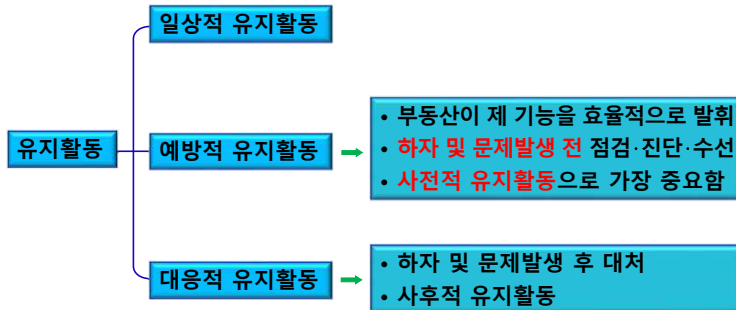 일상적 유지활동
유지활동
예방적 유지활동
• 부동산이 제 기능을 효율적으로 발휘
• 하자 및 문제발생 전 점검·진단·수선
• 사전적 유지활동으로 가장 중요함
대응적 유지활동
• 하자 및 문제발생 후 대처
• 사후적 유지활동